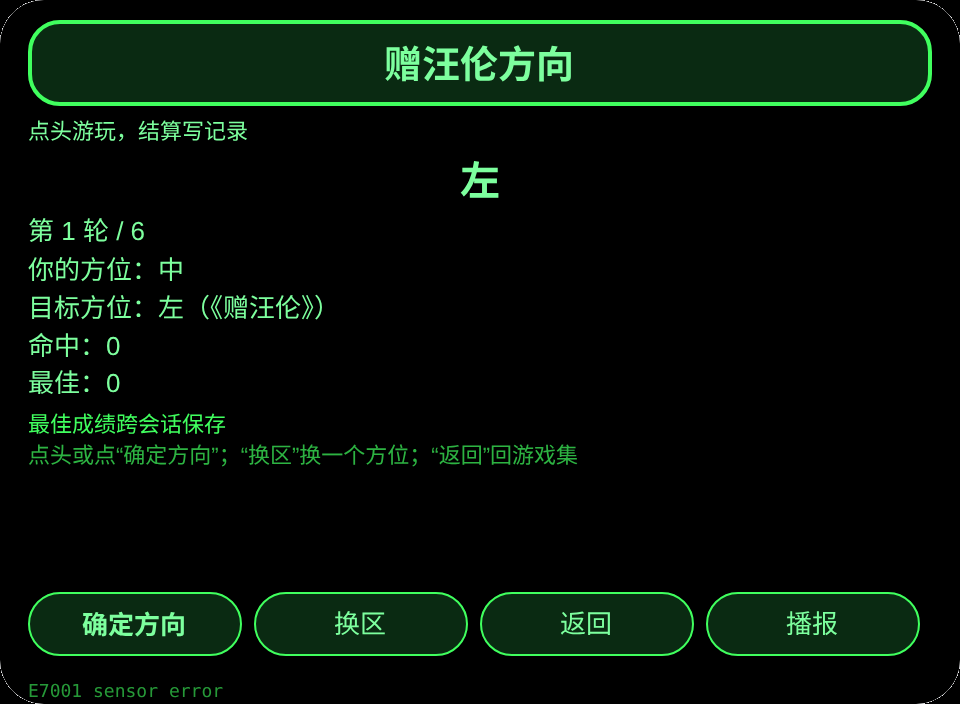 赠汪伦方向
点头游玩，结算写记录
左
第 1 轮 / 6
你的方位：中
目标方位：左（《赠汪伦》）
命中：0
最佳：0
最佳成绩跨会话保存
点头或点“确定方向”；“换区”换一个方位；“返回”回游戏集
确定方向
换区
返回
播报
E7001 sensor error